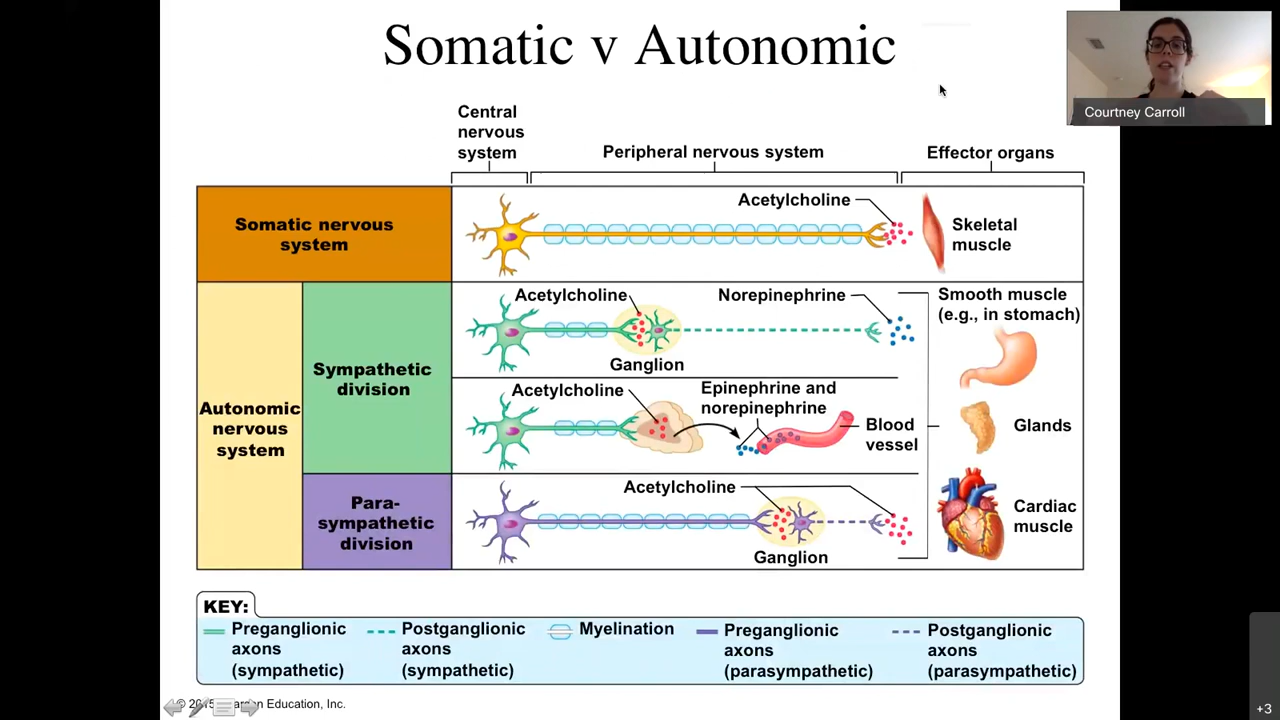 Somatic v Autonomic
Courtney Carroll
Central
nervous
system
Peripheral nervous system
Effector organs
Somatic nervous
system
Acetylcholine
Skeletal
muscle
Autonomic
nervous
system
Sympathetic
division
Acetylcholine
Norepinephrine
Ganglion
Smooth muscle
(e.g., in stomach)
Acetylcholine
Epinephrine and
norepinephrine
Blood
vessel
Glands
Para-
sympathetic
division
Acetylcholine
Ganglion
Cardiac
muscle
KEY:
Preganglionic
axons
(sympathetic)
Postganglionic
axons
(sympathetic)
Myelination
Preganglionic
axons
(parasympathetic)
Postganglionic
axons
(parasympathetic)
Education, Inc.
+3